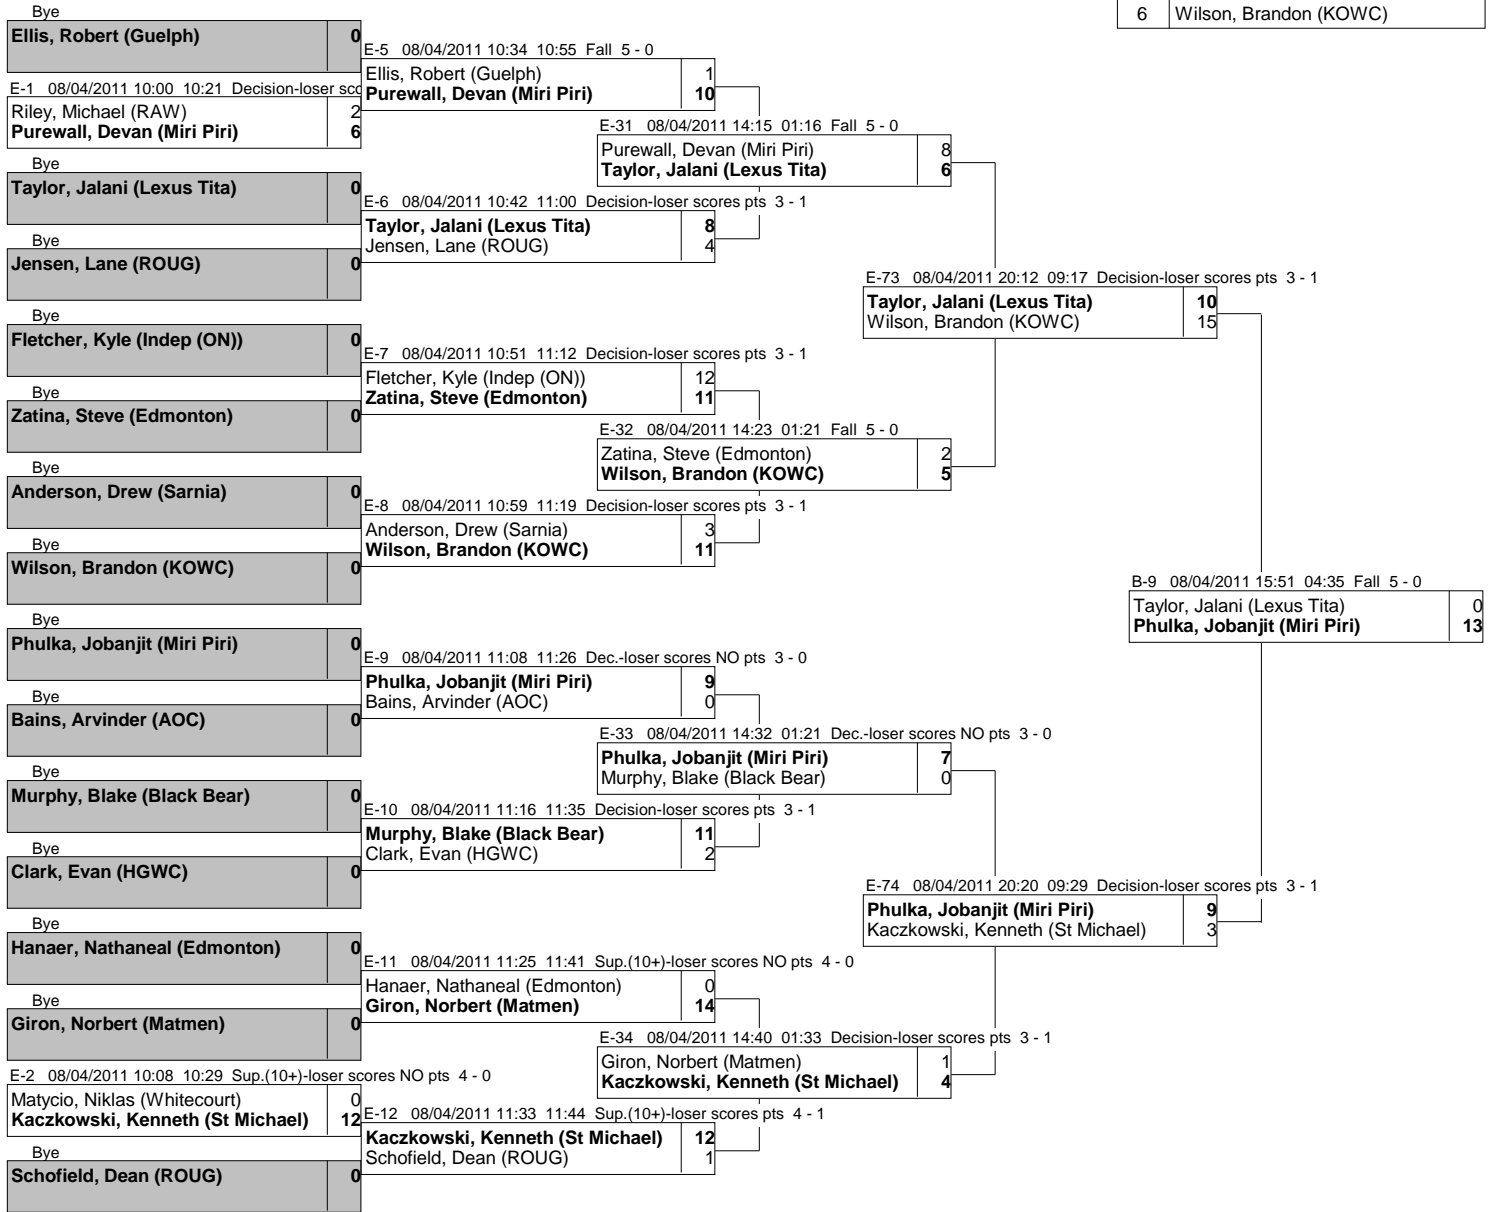 6 Wilson, Brandon (KOWC)
Bye
Ellis, Robert (Guelph) 0
E-1 08/04/2011 10:00 10:21 Decision-loser sco
Riley, Michael (RAW) 2
Purewall, Devan (Miri Piri) 6
Bye
Taylor, Jalani (Lexus Tita) 0
Bye
Jensen, Lane (ROUG) 0
Bye
Fletcher, Kyle (Indep (ON)) 0
Bye
Zatina, Steve (Edmonton) 0
Bye
Anderson, Drew (Sarnia) 0
Bye
Wilson, Brandon (KOWC) 0
Bye
Phulka, Jobanjit (Miri Piri) 0
Bye
Bains, Arvinder (AOC) 0
Bye
Murphy, Blake (Black Bear) 0
Bye
Clark, Evan (HGWC) 0
Bye
Hanaer, Nathaneal (Edmonton) 0
Bye
Giron, Norbert (Matmen) 0
E-2 08/04/2011 10:08 10:29 Sup.(10+)-loser scores NO pts 4 - 0
Matycio, Niklas (Whitecourt) 0
Kaczkowski, Kenneth (St Michael) 12
Bye
Schofield, Dean (ROUG) 0
E-5 08/04/2011 10:34 10:55 Fall 5 - 0
Ellis, Robert (Guelph) 1
Purewall, Devan (Miri Piri) 10
E-6 08/04/2011 10:42 11:00 Decision-loser scores pts 3 - 1
Taylor, Jalani (Lexus Tita) 8
Jensen, Lane (ROUG) 4
E-7 08/04/2011 10:51 11:12 Decision-loser scores pts 3 - 1
Fletcher, Kyle (Indep (ON)) 12
Zatina, Steve (Edmonton) 11
E-8 08/04/2011 10:59 11:19 Decision-loser scores pts 3 - 1
Anderson, Drew (Sarnia) 3
Wilson, Brandon (KOWC) 11
E-9 08/04/2011 11:08 11:26 Dec.-loser scores NO pts 3 - 0
Phulka, Jobanjit (Miri Piri) 9
Bains, Arvinder (AOC) 0
E-10 08/04/2011 11:16 11:35 Decision-loser scores pts 3 - 1
Murphy, Blake (Black Bear) 11
Clark, Evan (HGWC) 2
E-11 08/04/2011 11:25 11:41 Sup.(10+)-loser scores NO pts 4 - 0
Hanaer, Nathaneal (Edmonton) 0
Giron, Norbert (Matmen) 14
E-12 08/04/2011 11:33 11:44 Sup.(10+)-loser scores pts 4 - 1
Kaczkowski, Kenneth (St Michael) 12
Schofield, Dean (ROUG) 1
E-31 08/04/2011 14:15 01:16 Fall 5 - 0
Purewall, Devan (Miri Piri) 8
Taylor, Jalani (Lexus Tita) 6
E-32 08/04/2011 14:23 01:21 Fall 5 - 0
Zatina, Steve (Edmonton) 2
Wilson, Brandon (KOWC) 5
E-33 08/04/2011 14:32 01:21 Dec.-loser scores NO pts 3 - 0
Phulka, Jobanjit (Miri Piri) 7
Murphy, Blake (Black Bear) 0
E-34 08/04/2011 14:40 01:33 Decision-loser scores pts 3 - 1
Giron, Norbert (Matmen) 1
Kaczkowski, Kenneth (St Michael) 4
E-73 08/04/2011 20:12 09:17 Decision-loser scores pts 3 - 1
Taylor, Jalani (Lexus Tita) 10
Wilson, Brandon (KOWC) 15
E-74 08/04/2011 20:20 09:29 Decision-loser scores pts 3 - 1
Phulka, Jobanjit (Miri Piri) 9
Kaczkowski, Kenneth (St Michael) 3
B-9 08/04/2011 15:51 04:35 Fall 5 - 0
Taylor, Jalani (Lexus Tita) 0
Phulka, Jobanjit (Miri Piri) 13